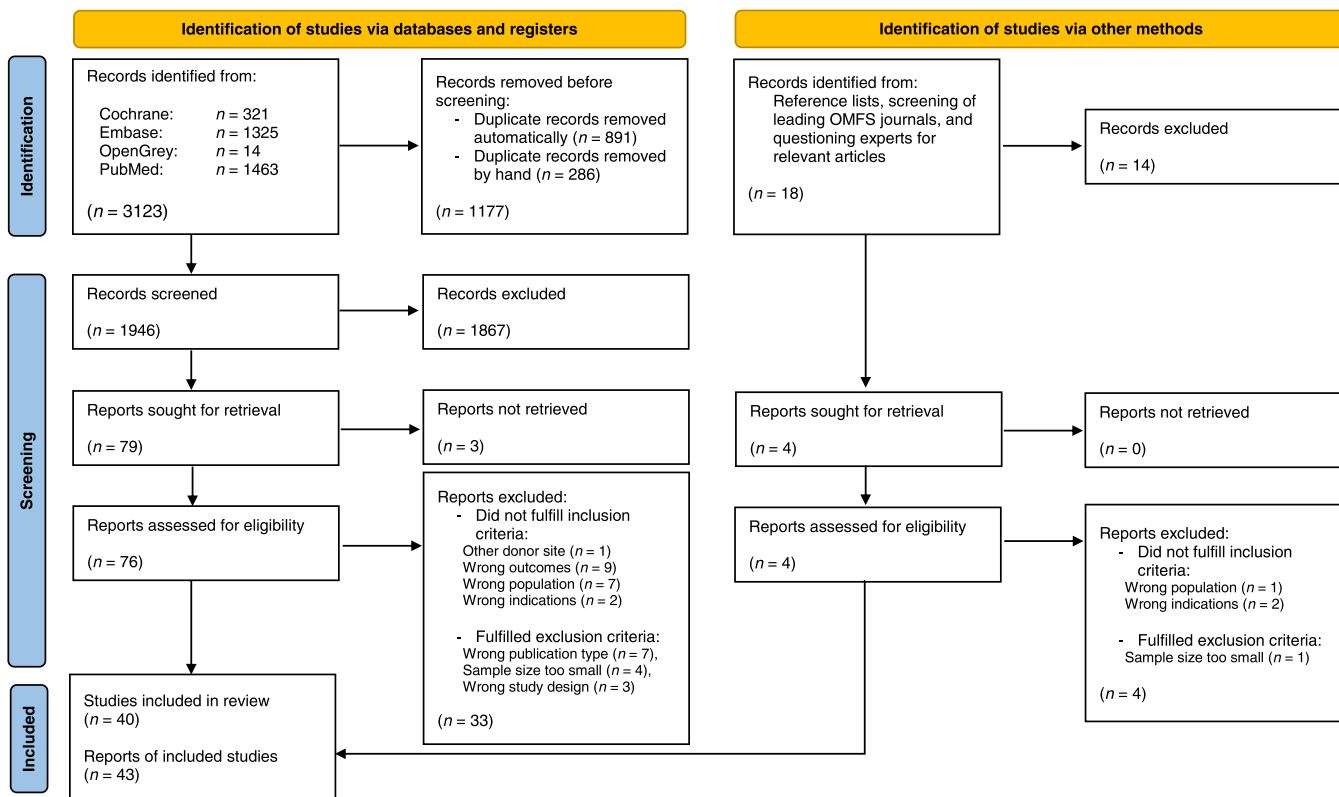 Identification of studies via databases and registers
Identification of studies via other methods
Identification
Records identified from:
Cochrane: n = 321
Embase: n = 1325
OpenGrey: n = 14
PubMed: n = 1463
(n = 3123)
Records removed before
screening:
- Duplicate records removed
automatically (n = 891)
- Duplicate records removed
by hand (n = 286)
(n = 1177)
Records identified from:
Reference lists, screening of
leading OMFS journals, and
questioning experts for
relevant articles
(n = 18)
Records excluded
(n = 14)
Screening
Records screened
(n = 1946)
Records excluded
(n = 1867)
Reports sought for retrieval
(n = 79)
Reports not retrieved
(n = 3)
Reports sought for retrieval
(n = 4)
Reports not retrieved
(n = 0)
Reports assessed for eligibility
(n = 76)
Reports excluded:
- Did not fulfill inclusion
criteria:
Other donor site (n = 1)
Wrong outcomes (n = 9)
Wrong population (n = 7)
Wrong indications (n = 2)
- Fulfilled exclusion criteria:
Wrong publication type (n = 7),
Sample size too small (n = 4),
Wrong study design (n = 3)
(n = 33)
Reports assessed for eligibility
(n = 4)
Reports excluded:
- Did not fulfill inclusion
criteria:
Wrong population (n = 1)
Wrong indications (n = 2)
- Fulfilled exclusion criteria:
Sample size too small (n = 1)
(n = 4)
Included
Studies included in review
(n = 40)
Reports of included studies
(n = 43)